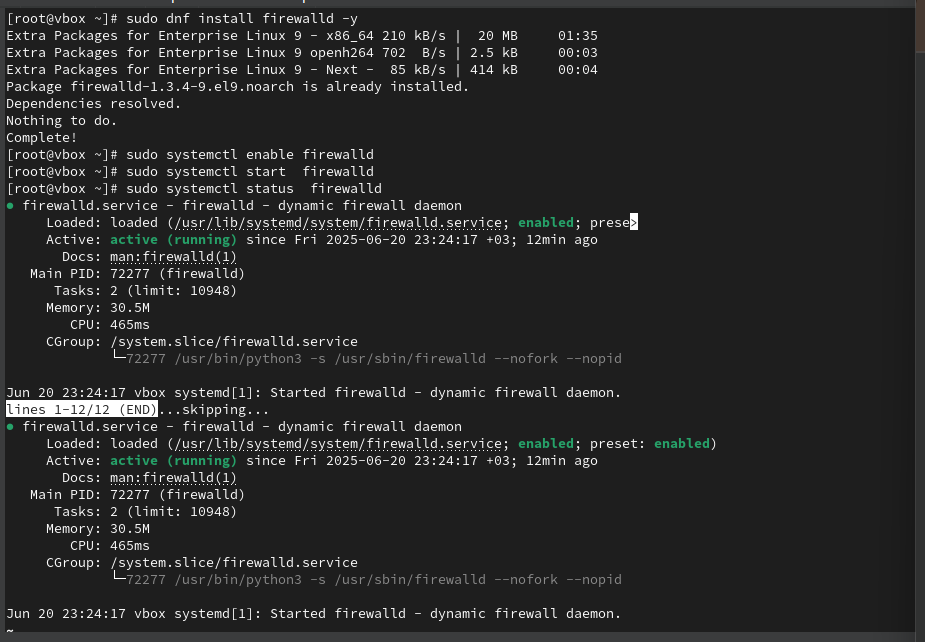 [root@vbox ~]# sudo dnf install firewalld -y
Extra Packages for Enterprise Linux 9 - x86_64 210 kB/s |  20 MB     01:35
Extra Packages for Enterprise Linux 9 openh264 702  B/s | 2.5 kB     00:03
Extra Packages for Enterprise Linux 9 - Next -  85 kB/s | 414 kB     00:04
Package firewalld-1.3.4-9.el9.noarch is already installed.
Dependencies resolved.
Nothing to do.
Complete!
[root@vbox ~]# sudo systemctl enable firewalld
[root@vbox ~]# sudo systemctl start  firewalld
[root@vbox ~]# sudo systemctl status  firewalld
● firewalld.service - firewalld - dynamic firewall daemon
     Loaded: loaded (/usr/lib/systemd/system/firewalld.service; enabled; prese>
     Active: active (running) since Fri 2025-06-20 23:24:17 +03; 12min ago
       Docs: man:firewalld(1)
   Main PID: 72277 (firewalld)
      Tasks: 2 (limit: 10948)
     Memory: 30.5M
        CPU: 465ms
     CGroup: /system.slice/firewalld.service
             └─72277 /usr/bin/python3 -s /usr/sbin/firewalld --nofork --nopid
Jun 20 23:24:17 vbox systemd[1]: Started firewalld - dynamic firewall daemon.
lines 1-12/12 (END)...skipping...
● firewalld.service - firewalld - dynamic firewall daemon
     Loaded: loaded (/usr/lib/systemd/system/firewalld.service; enabled; preset: enabled)
     Active: active (running) since Fri 2025-06-20 23:24:17 +03; 12min ago
       Docs: man:firewalld(1)
   Main PID: 72277 (firewalld)
      Tasks: 2 (limit: 10948)
     Memory: 30.5M
        CPU: 465ms
     CGroup: /system.slice/firewalld.service
             └─72277 /usr/bin/python3 -s /usr/sbin/firewalld --nofork --nopid
Jun 20 23:24:17 vbox systemd[1]: Started firewalld - dynamic firewall daemon.
~